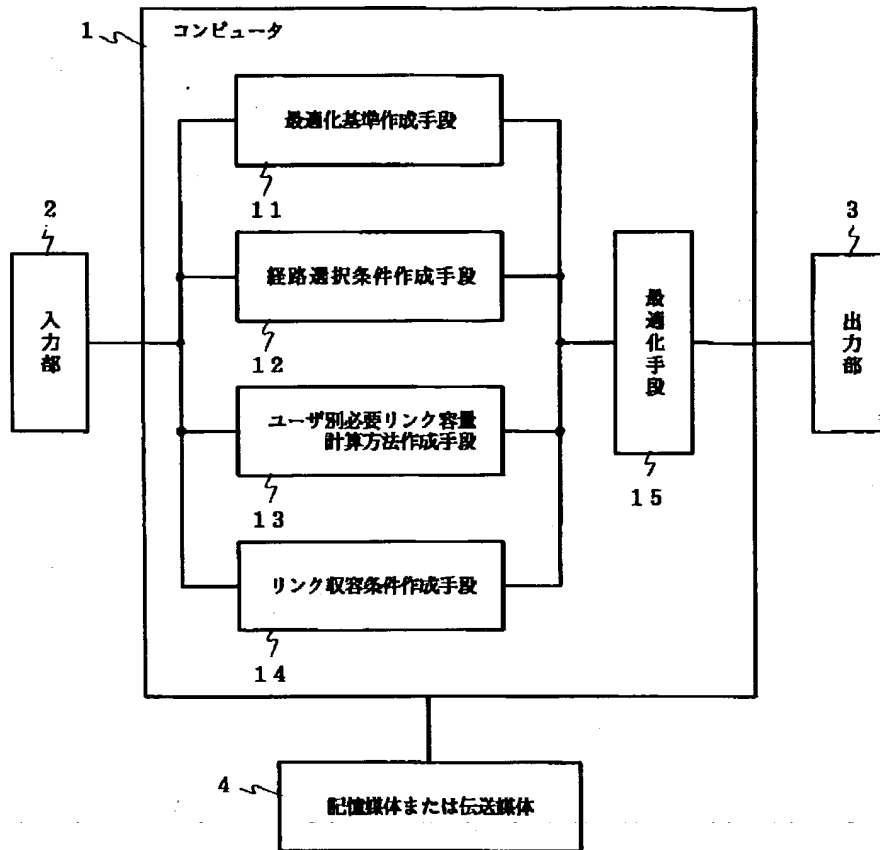 1
コンピュータ
最適化基準作成手段
11
2
入力部
経路選択条件作成手段
12
ユーザ別必要リンク容量
計算方法作成手段
13
リンク収容条件作成手段
14
最適化手段
15
3
出力部
4
記憶媒体または伝送媒体